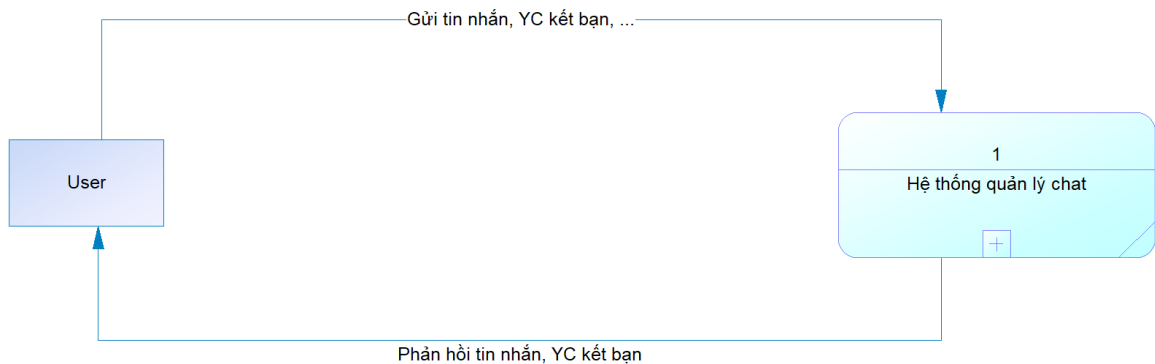 Gửi tin nhắn, YC kết bạn, ...
User
1
Hệ thống quản lý chat
Phản hồi tin nhắn, YC kết bạn